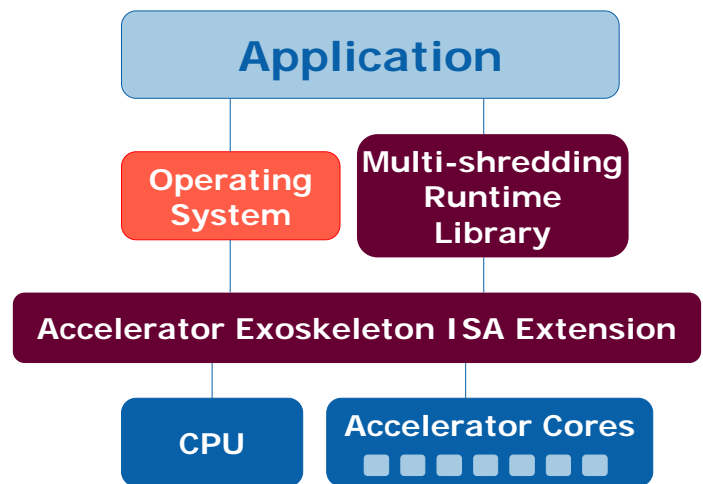 Application
Operating
System
Multi-shredding
Runtime
Library
Accelerator Exoskeleton ISA Extension
CPU
Accelerator Cores